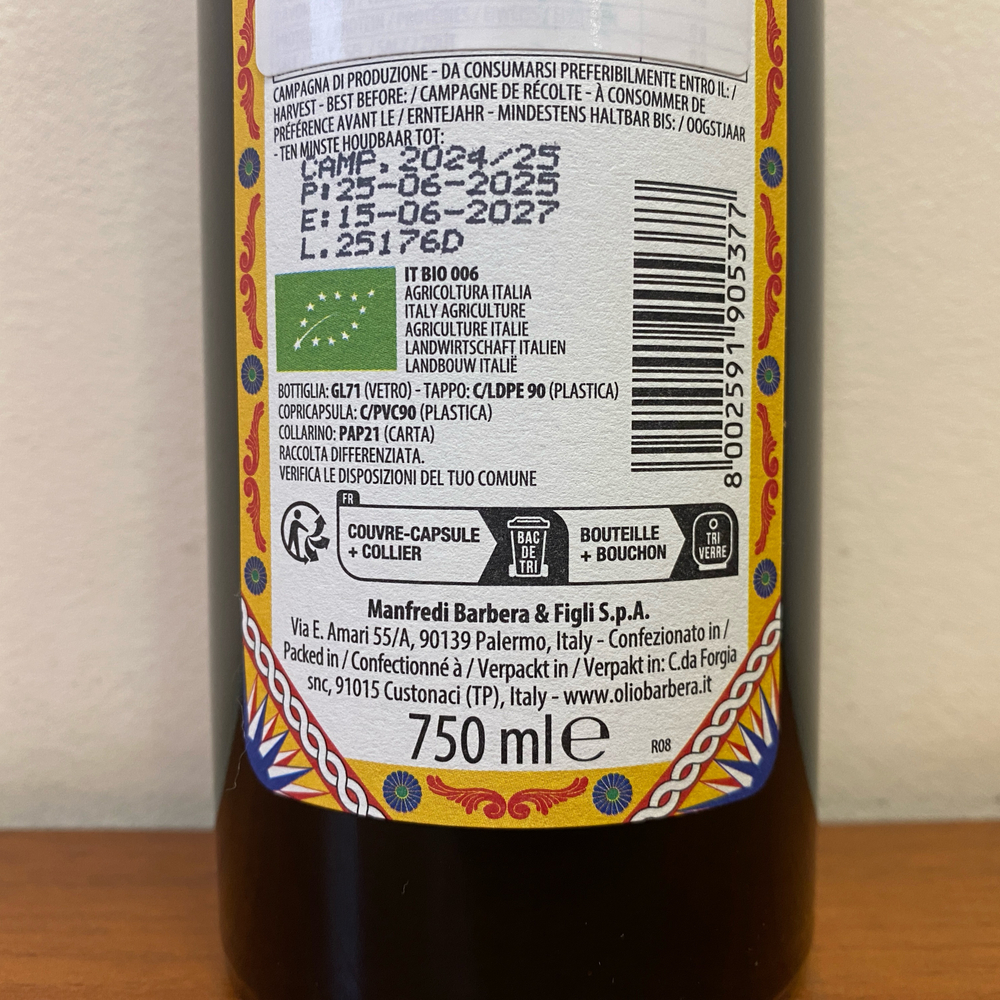 CAMPAGNA DI PRODUZIONE - DA CONSUMARSI PREFERIBILMENTE ENTRO IL: /
HARVEST - BEST BEFORE: / CAMPAGNE DE RÉCOLTE - À CONSOMMER DE
PRÉFÉRENCE AVANT LE / ERNTEJAHR - MINDESTENS HALTBAR BIS: / OOGSTJAAR
- TEN MINSTE HOUDBAAR TOT:
CAMP. 2024/25
P:25-06-2025
E:15-06-2027
L.25176D
IT BIO 006
AGRICOLTURA ITALIA
ITALY AGRICULTURE
AGRICULTURE ITALIE
LANDWIRTSCHAFT ITALIEN
LANDBOUW ITALIË
8 002591 905377
BOTTIGLIA: GL71 (VETRO) - TAPPO: C/LDPE 90 (PLASTICA)
COPRICAPSULA: C/PVC90 (PLASTICA)
COLLARINO: PAP21 (CARTA)
RACCOLTA DIFFERENZIATA.
VERIFICA LE DISPOSIZIONI DEL TUO COMUNE
FR
COUVRE-CAPSULE
+ COLLIER
BAC
DE
TRI
BOUTEILLE
+ BOUCHON
TRI
VERRE
Manfredi Barbera & Figli S.p.A.
Via E. Amari 55/A, 90139 Palermo, Italy - Confezionato in /
Packed in / Confectionné à / Verpackt in / Verpakt in: C.da Forgia
snc, 91015 Custonaci (TP), Italy - www.oliobarbera.it
750 ml ℮
R08